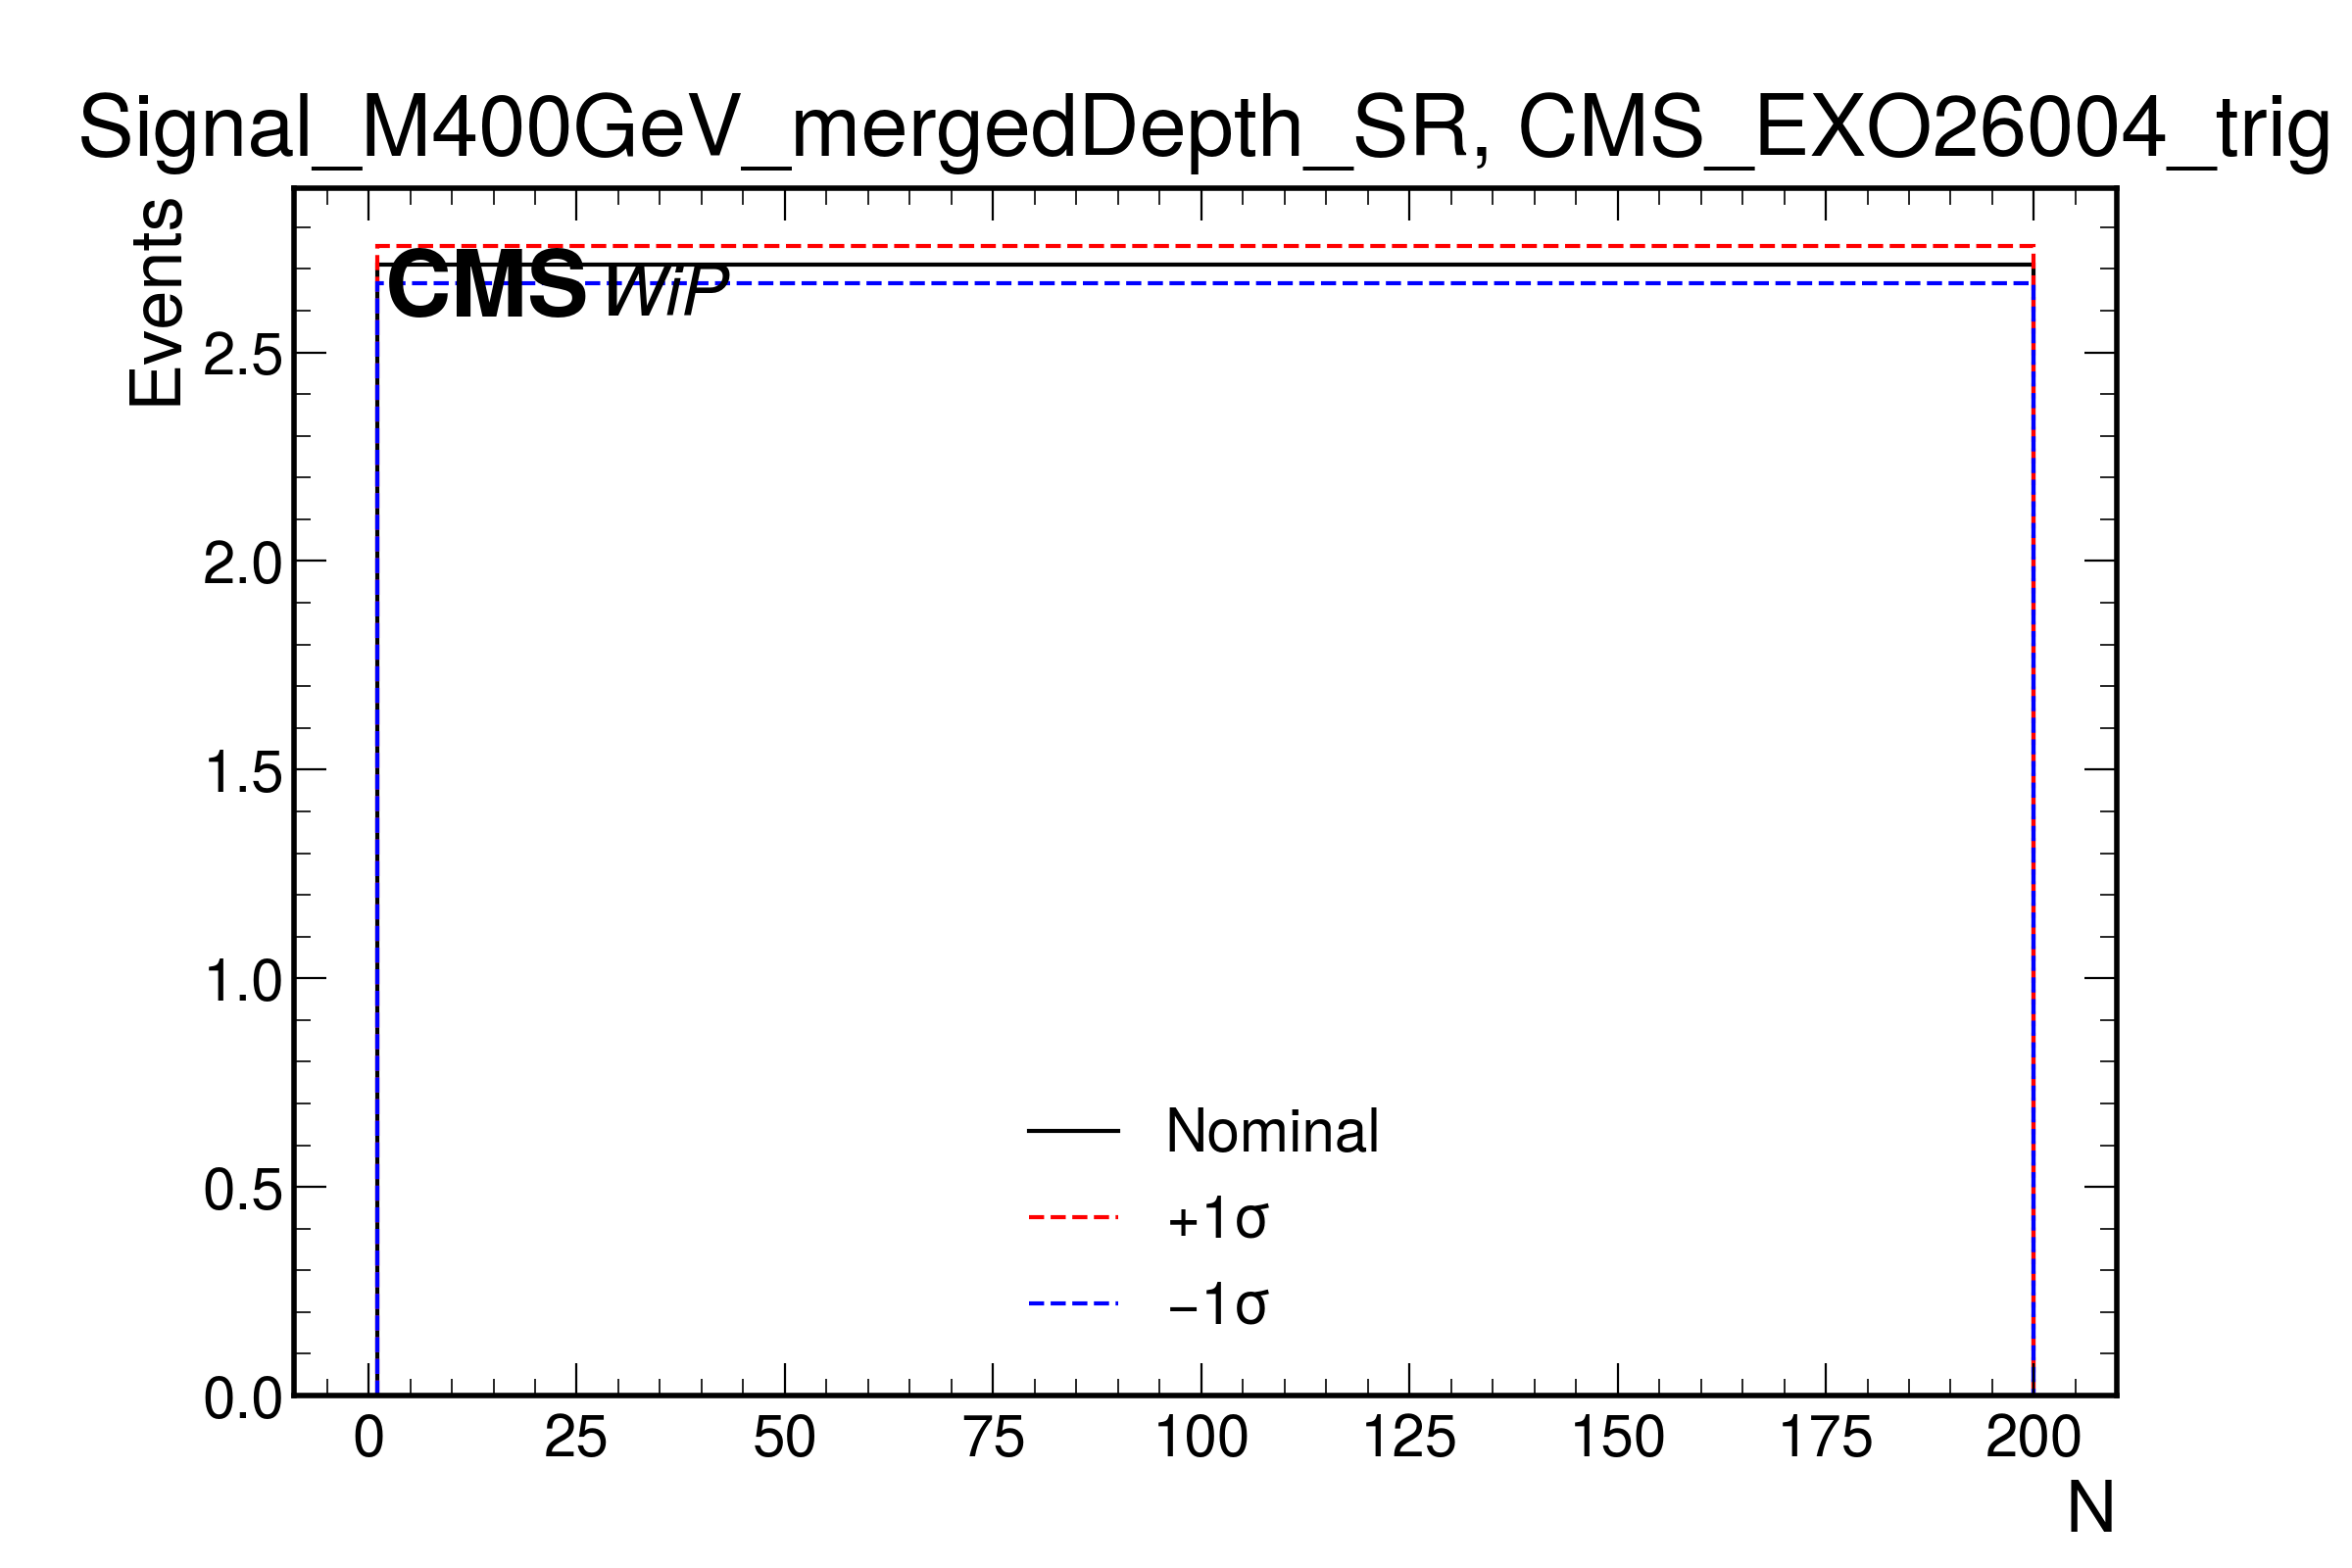 Signal_M400GeV_mergedDepth_SR, CMS_EXO26004_trig
Events
CMS WiP
2.5
2.0
1.5
1.0
0.5
0.0
Nominal
+1σ
−1σ
0 25 50 75 100 125 150 175 200
N